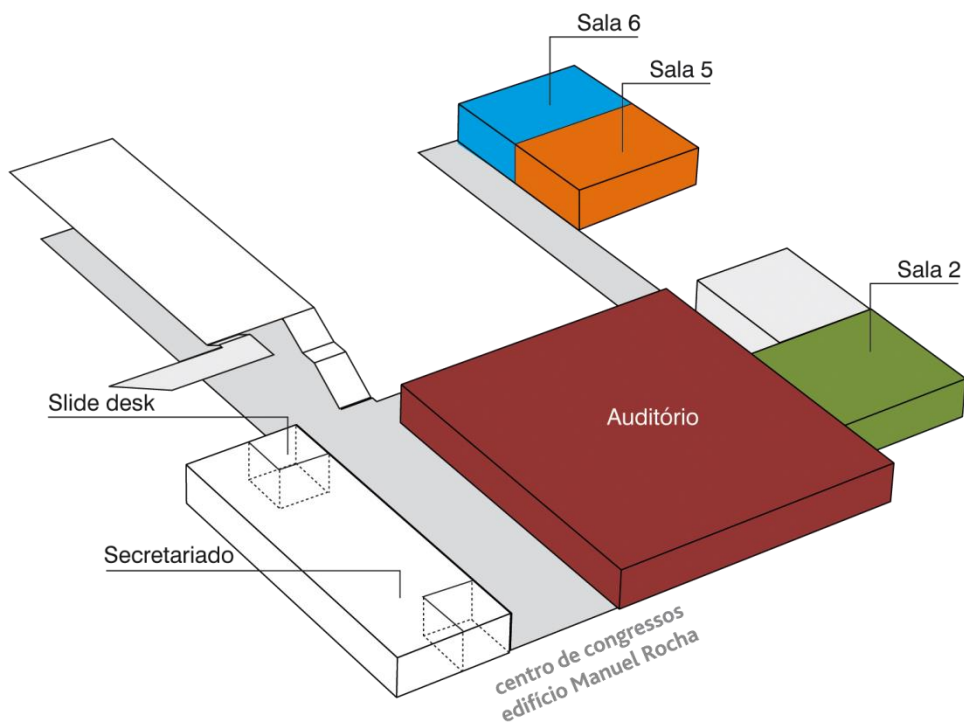 Sala 6
Sala 5
Sala 2
Auditório
Slide desk
Secretariado
centro de congressos
edifício Manuel Rocha